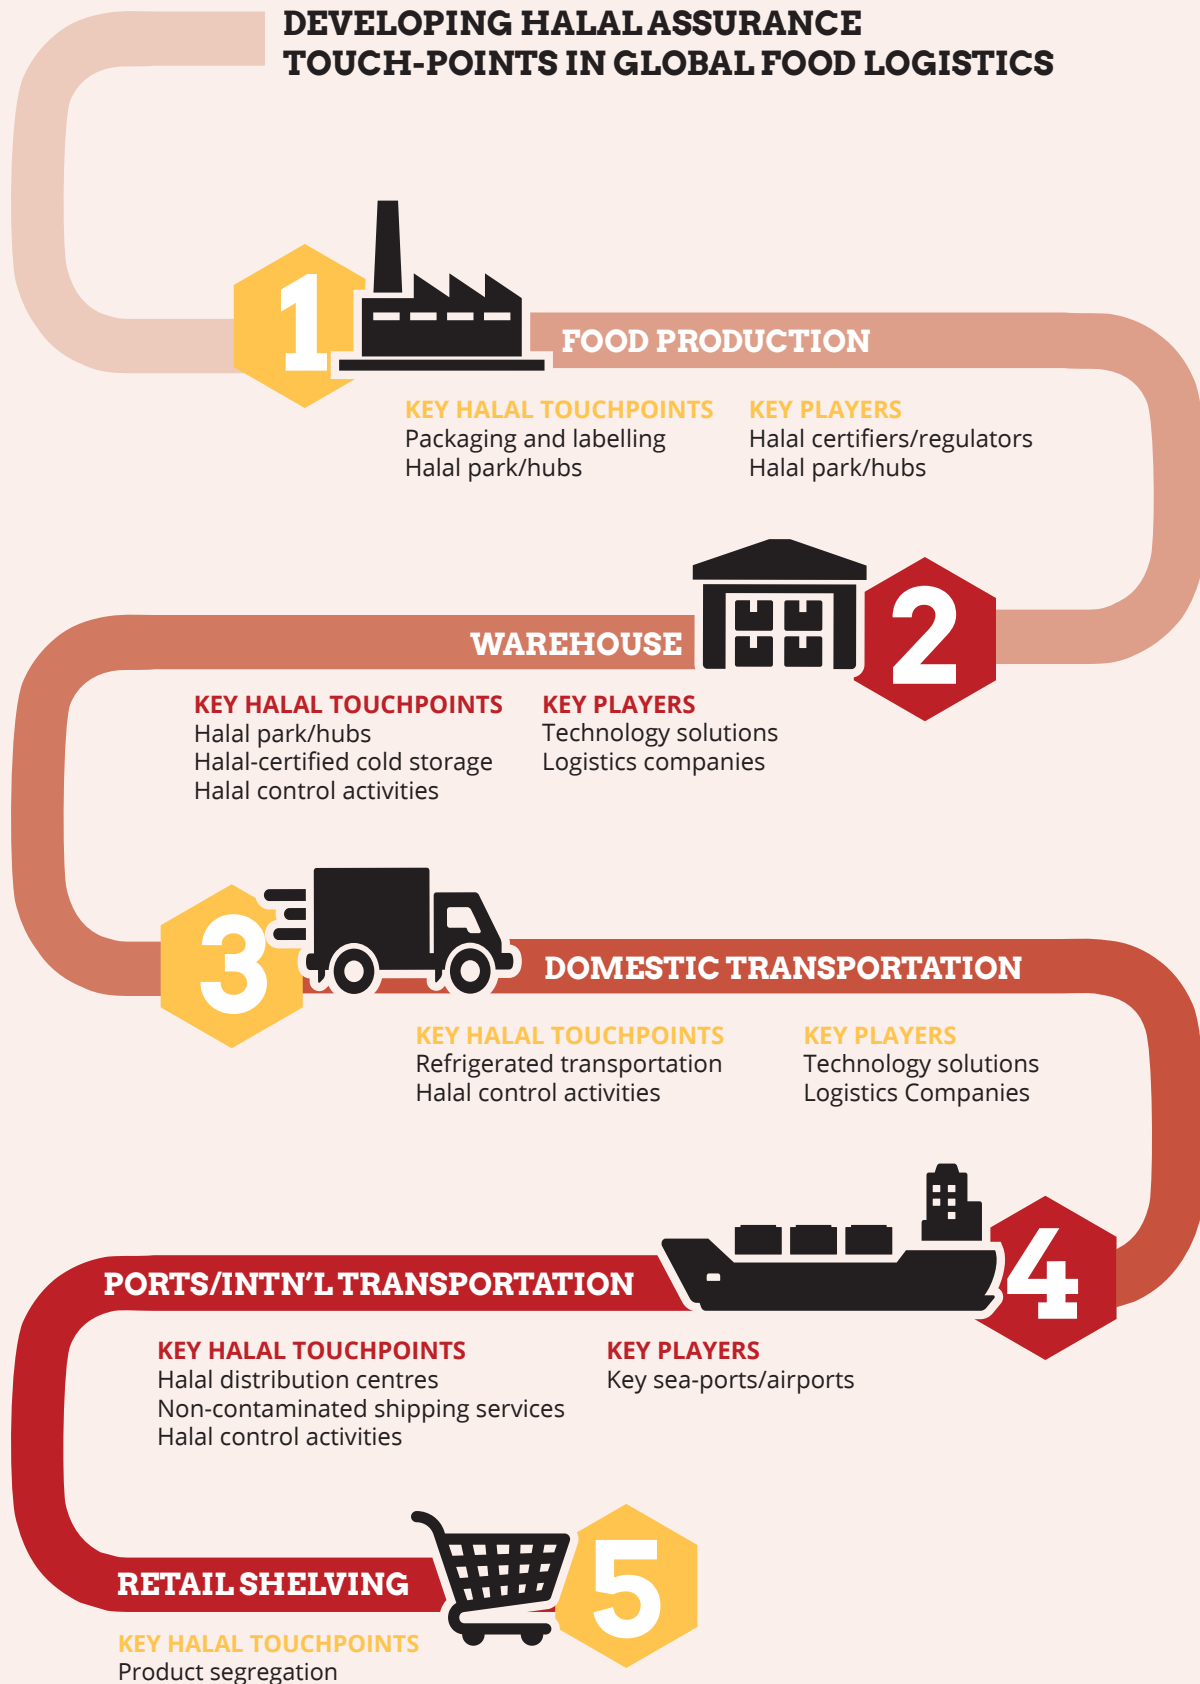 DEVELOPING HALAL ASSURANCE
TOUCH-POINTS IN GLOBAL FOOD LOGISTICS
1
FOOD PRODUCTION
KEY HALAL TOUCHPOINTS
Packaging and labelling
Halal park/hubs
KEY PLAYERS
Halal certifiers/regulators
Halal park/hubs
WAREHOUSE
2
KEY HALAL TOUCHPOINTS
Halal park/hubs
Halal-certified cold storage
Halal control activities
KEY PLAYERS
Technology solutions
Logistics companies
3
DOMESTIC TRANSPORTATION
KEY HALAL TOUCHPOINTS
Refrigerated transportation
Halal control activities
KEY PLAYERS
Technology solutions
Logistics Companies
4
PORTS/INTN'L TRANSPORTATION
KEY HALAL TOUCHPOINTS
Halal distribution centres
Non-contaminated shipping services
Halal control activities
KEY PLAYERS
Key sea-ports/airports
RETAIL SHELVING
5
KEY HALAL TOUCHPOINTS
Product segregation